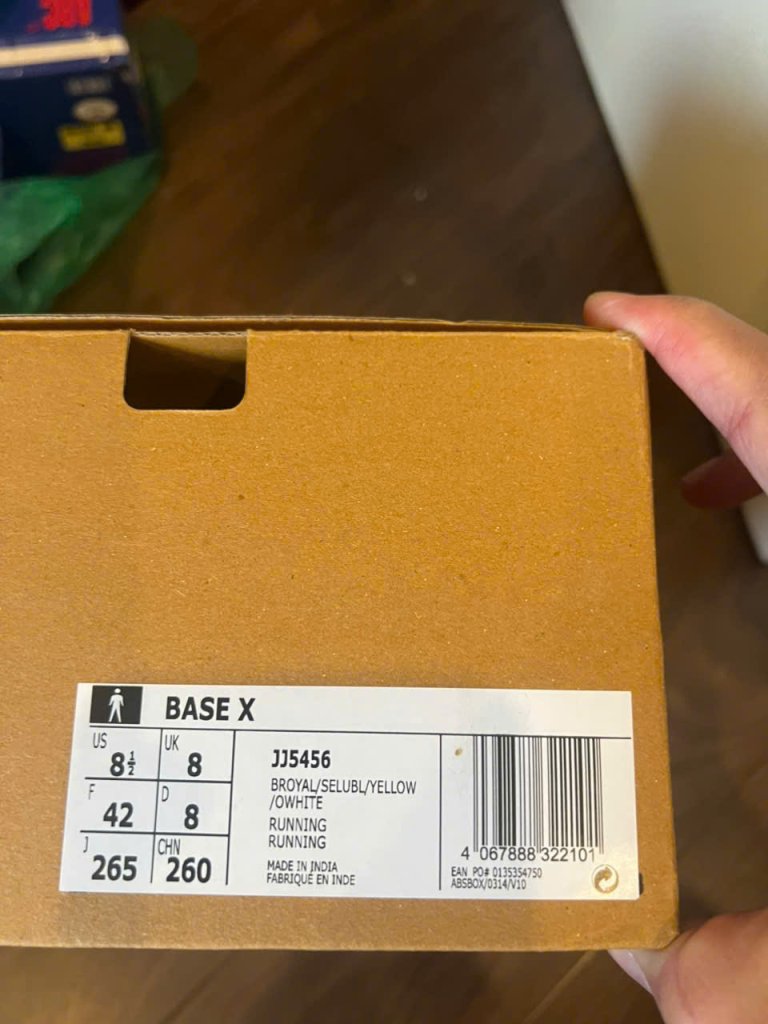 BASE X
US
8½
UK
8
F
42
D
8
J
265
CHN
260
JJ5456
BROYAL/SELUBL/YELLOW
/OWHITE
RUNNING
RUNNING
MADE IN INDIA
FABRIQUÉ EN INDE
4 067888 322101
EAN PO# 0135354750
ABSBOX/0314/V10